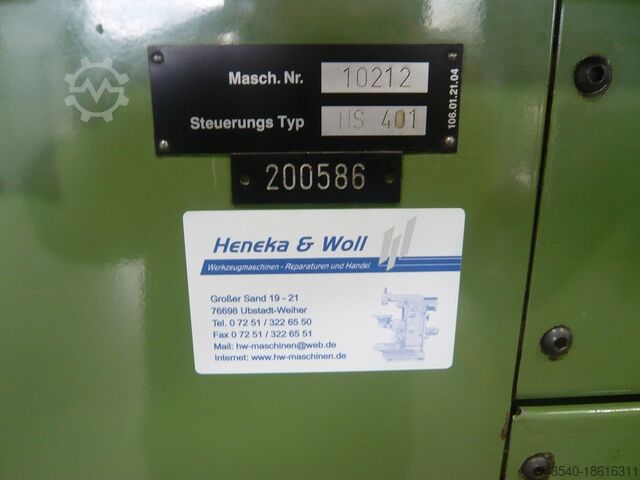 Masch. Nr. 10212
Steuerungs Typ HS 401
106.01.21.04
200586
Heneka & Woll
Werkzeugmaschinen - Reparaturen und Handel
Großer Sand 19 - 21
76698 Ubstadt-Weiher
Tel. 0 72 51 / 322 65 50
Fax 0 72 51 / 322 65 51
Mail: hw-maschinen@web.de
Internet: www.hw-maschinen.de
48540-18616311